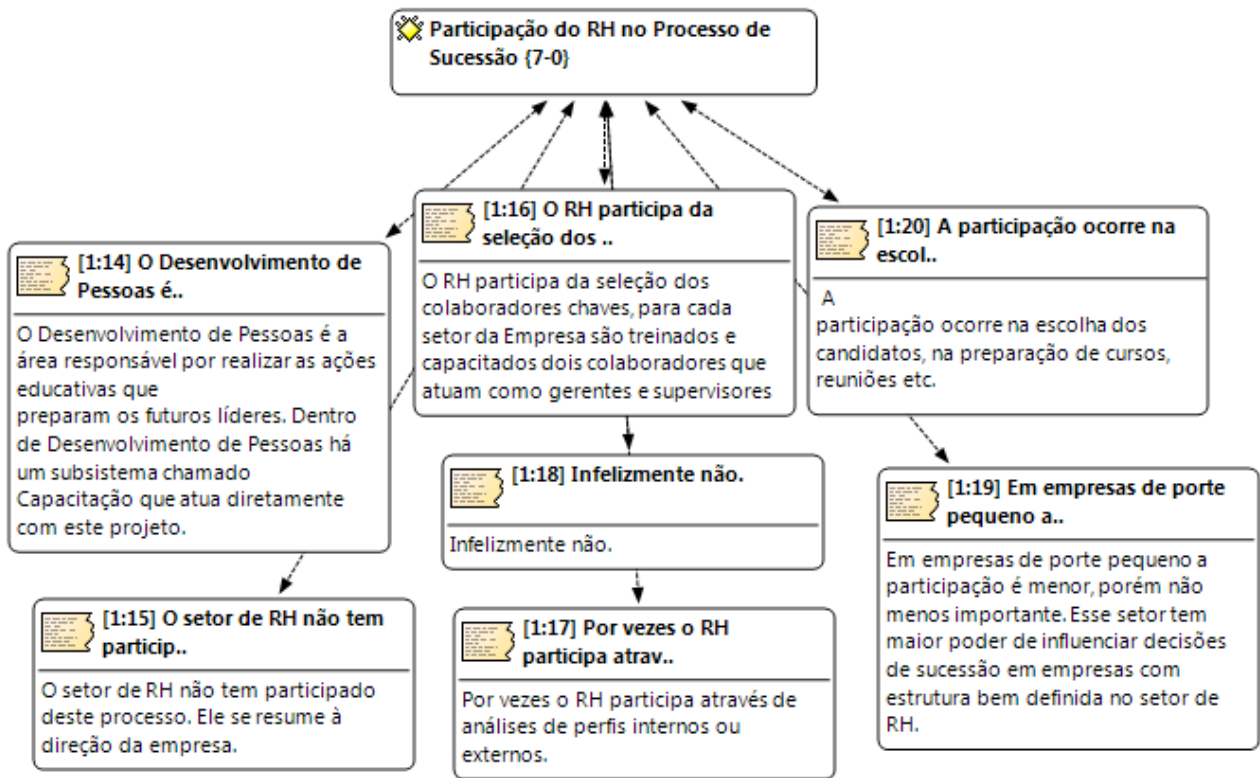 Participação do RH no Processo de
Sucessão {7-0}
[1:14] O Desenvolvimento de
Pessoas é..
O Desenvolvimento de Pessoas é a
área responsável por realizar as ações
educativas que
preparam os futuros líderes. Dentro
de Desenvolvimento de Pessoas há
um subsistema chamado
Capacitação que atua diretamente
com este projeto.
[1:16] O RH participa da
seleção dos ..
O RH participa da seleção dos
colaboradores chaves, para cada
setor da Empresa são treinados e
capacitados dois colaboradores que
atuam como gerentes e supervisores
[1:20] A participação ocorre na
escol..
A
participação ocorre na escolha dos
candidatos, na preparação de cursos,
reuniões etc.
[1:18] Infelizmente não.
Infelizmente não.
[1:19] Em empresas de porte
pequeno a..
Em empresas de porte pequeno a
participação é menor, porém não
menos importante. Esse setor tem
maior poder de influenciar decisões
de sucessão em empresas com
estrutura bem definida no setor de
RH.
[1:15] O setor de RH não tem
particip..
O setor de RH não tem participado
deste processo. Ele se resume à
direção da empresa.
[1:17] Por vezes o RH
participa atrav..
Por vezes o RH participa através de
análises de perfis internos ou
externos.